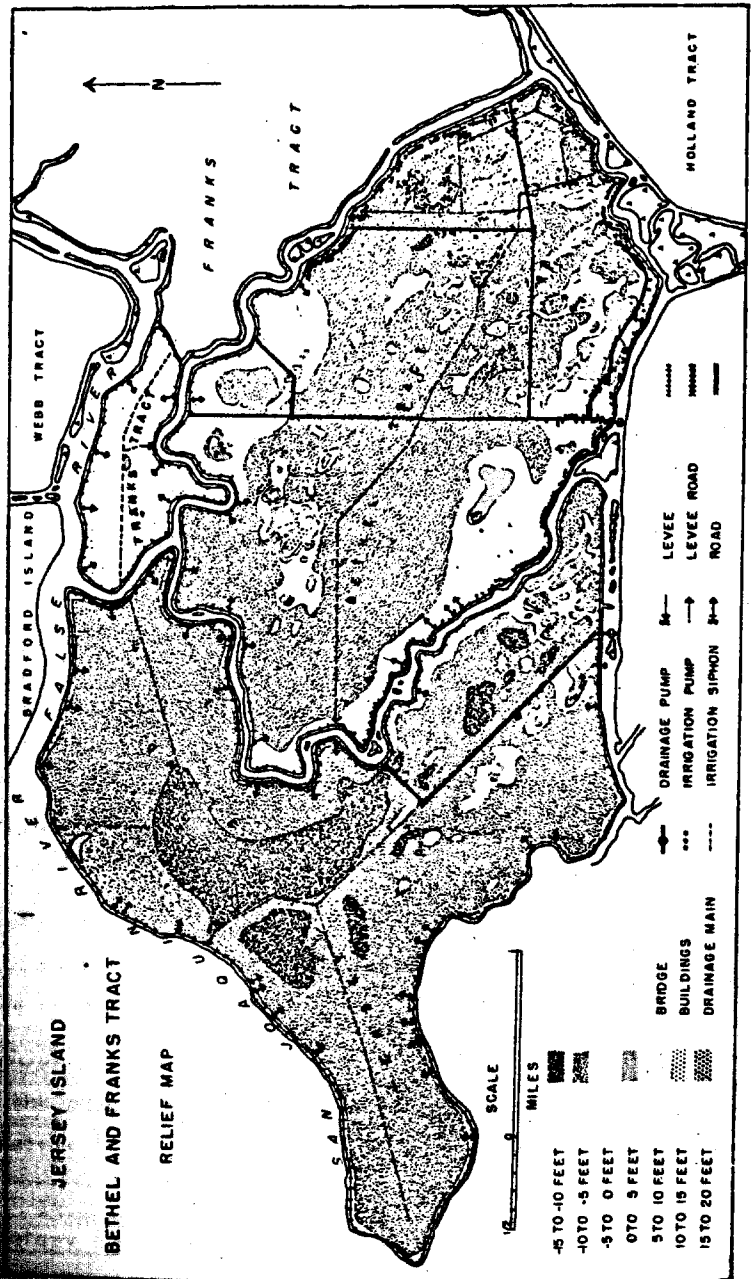 JERSEY ISLAND
BETHEL AND FRANKS TRACT
RELIEF MAP
SAN JOAQUIN RIVER
BRADFORD ISLAND
WEBB TRACT
FALSE RIVER
FRANKS TRACT
FRANKS
TRACT
N
HOLLAND TRACT
SCALE
0
MILES
-15 TO -10 FEET
-10 TO -5 FEET
-5 TO 0 FEET
0 TO 5 FEET
5 TO 10 FEET
10 TO 15 FEET
15 TO 20 FEET
BRIDGE
BUILDINGS
DRAINAGE MAIN
DRAINAGE PUMP
IRRIGATION PUMP
IRRIGATION SIPHON
LEVEE
LEVEE ROAD
ROAD